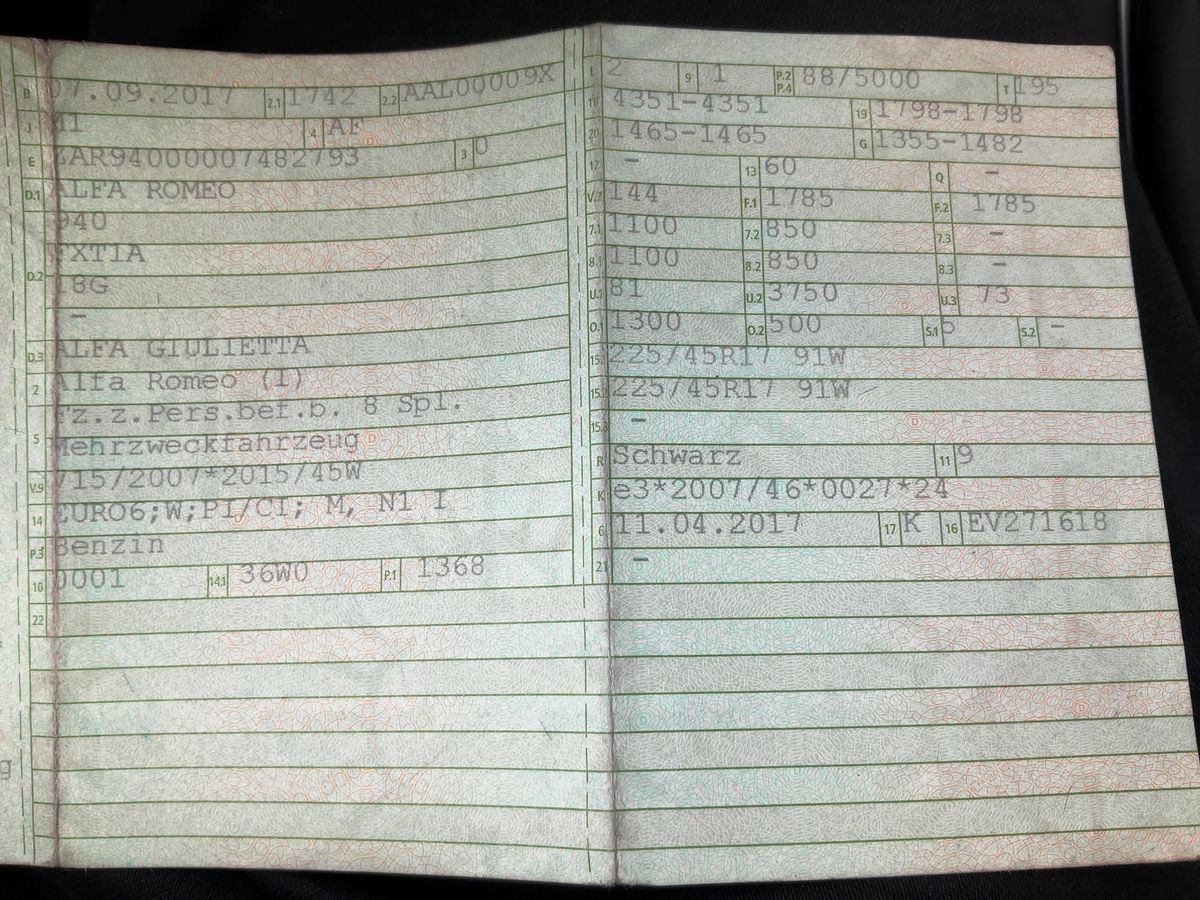 B 07.09.2017 2.1 1742 2.2 AAL00009X
J M1 4 AF
E ZAR94000007482793 3 0
D.1 ALFA ROMEO
940
D.2 FXT1A
18G
–
D.3 ALFA GIULIETTA
2 Alfa Romeo (I)
Fz.z.Pers.bef.b. 8 Spl.
5 Mehrzweckfahrzeug
V.9 715/2007*2015/45W
14 EURO6;W;PI/CI; M, N1 I
P.3 Benzin
10 0001 14.1 36W0 P.1 1368
22
L 2 9 1 P.2 P.4 88/5000 T 195
18 4351-4351 19 1798-1798
20 1465-1465 G 1355-1482
12 – 13 60 Q –
V.7 144 F.1 1785 F.2 1785
7.1 1100 7.2 850 7.3 –
8.1 1100 8.2 850 8.3 –
U.1 81 U.2 3750 U.3 73
O.1 1300 O.2 500 S.1 5 S.2 –
15.1 225/45R17 91W
15.2 225/45R17 91W
15.3 –
R Schwarz 11 9
K e3*2007/46*0027*24
6 11.04.2017 17 K 16 EV271618
21 –